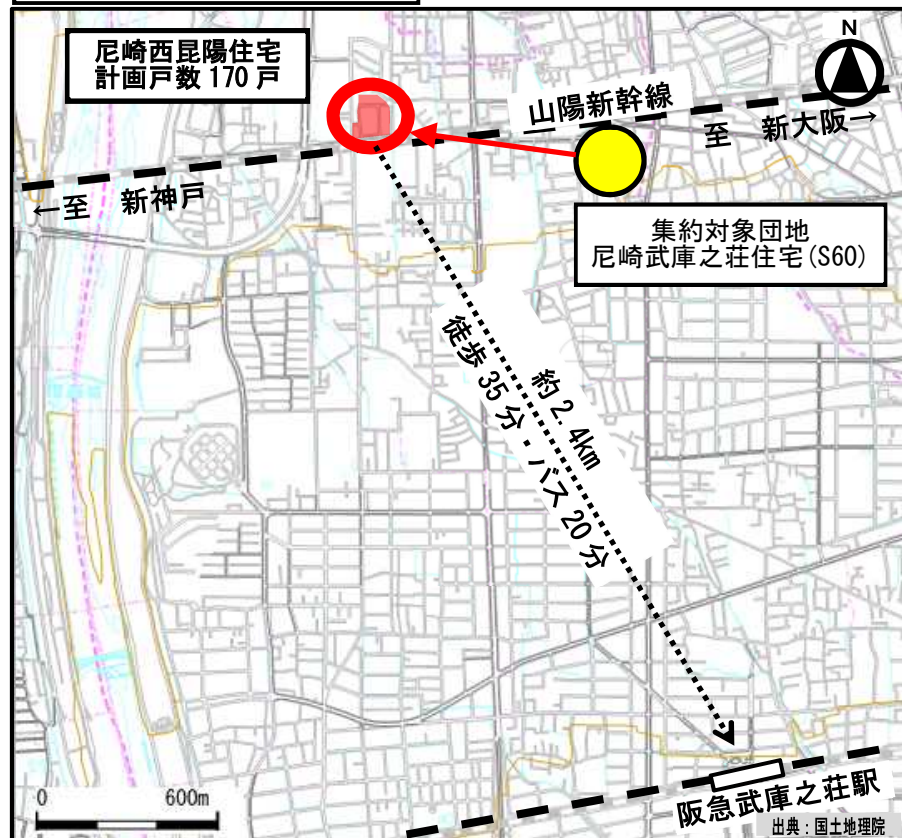 尼崎西昆陽住宅
計画戸数 170 戸
N
山陽新幹線
至 新大阪→
←至 新神戸
集約対象団地
尼崎武庫之荘住宅(S60)
約 2.4km
徒歩 35 分・バス 20 分
0 600m
阪急武庫之荘駅
出典：国土地理院